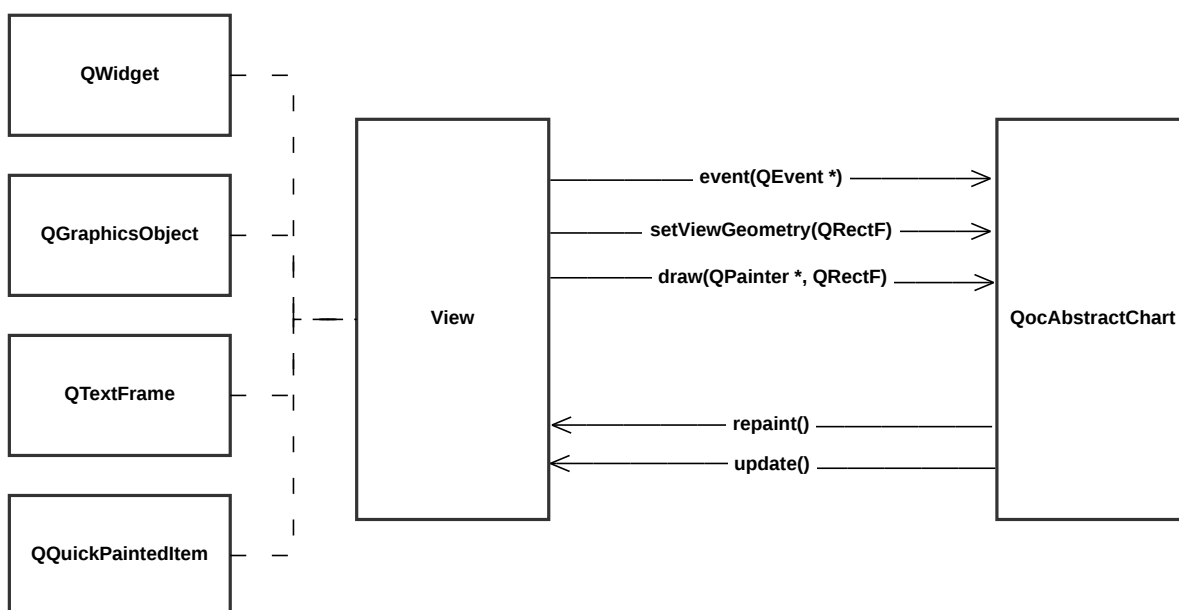 QWidget
QGraphicsObject
QTextFrame
QQuickPaintedItem
View
event(QEvent *)
setViewGeometry(QRectF)
draw(QPainter *, QRectF)
repaint()
update()
QocAbstractChart